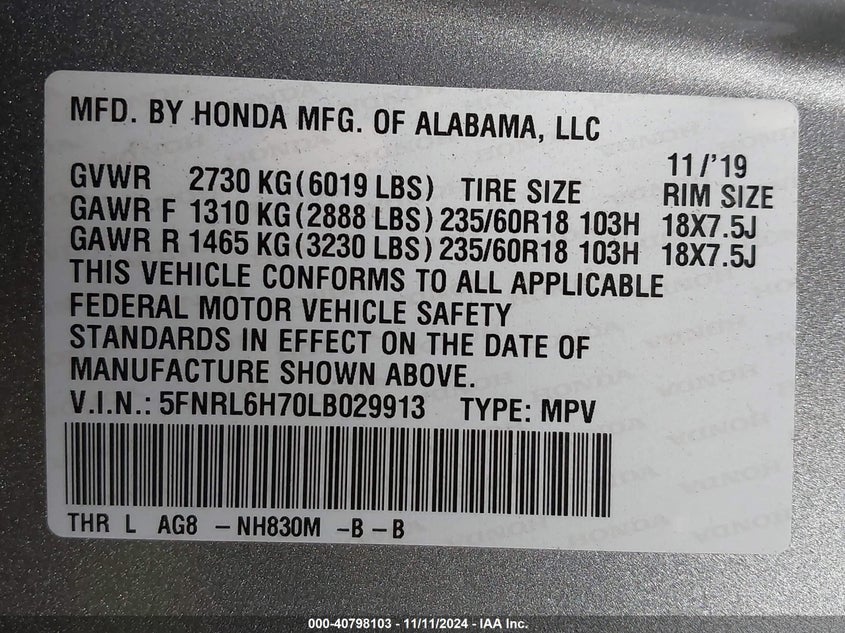 MFD. BY HONDA MFG. OF ALABAMA, LLC
11/'19
GVWR 2730 KG(6019 LBS) TIRE SIZE RIM SIZE
GAWR F 1310 KG(2888 LBS) 235/60R18 103H 18X7.5J
GAWR R 1465 KG(3230 LBS) 235/60R18 103H 18X7.5J
THIS VEHICLE CONFORMS TO ALL APPLICABLE
FEDERAL MOTOR VEHICLE SAFETY
STANDARDS IN EFFECT ON THE DATE OF
MANUFACTURE SHOWN ABOVE.
V.I.N.: 5FNRL6H70LB029913 TYPE: MPV
THR L AG8 -NH830M -B -B
000-40798103 - 11/11/2024 - IAA Inc.